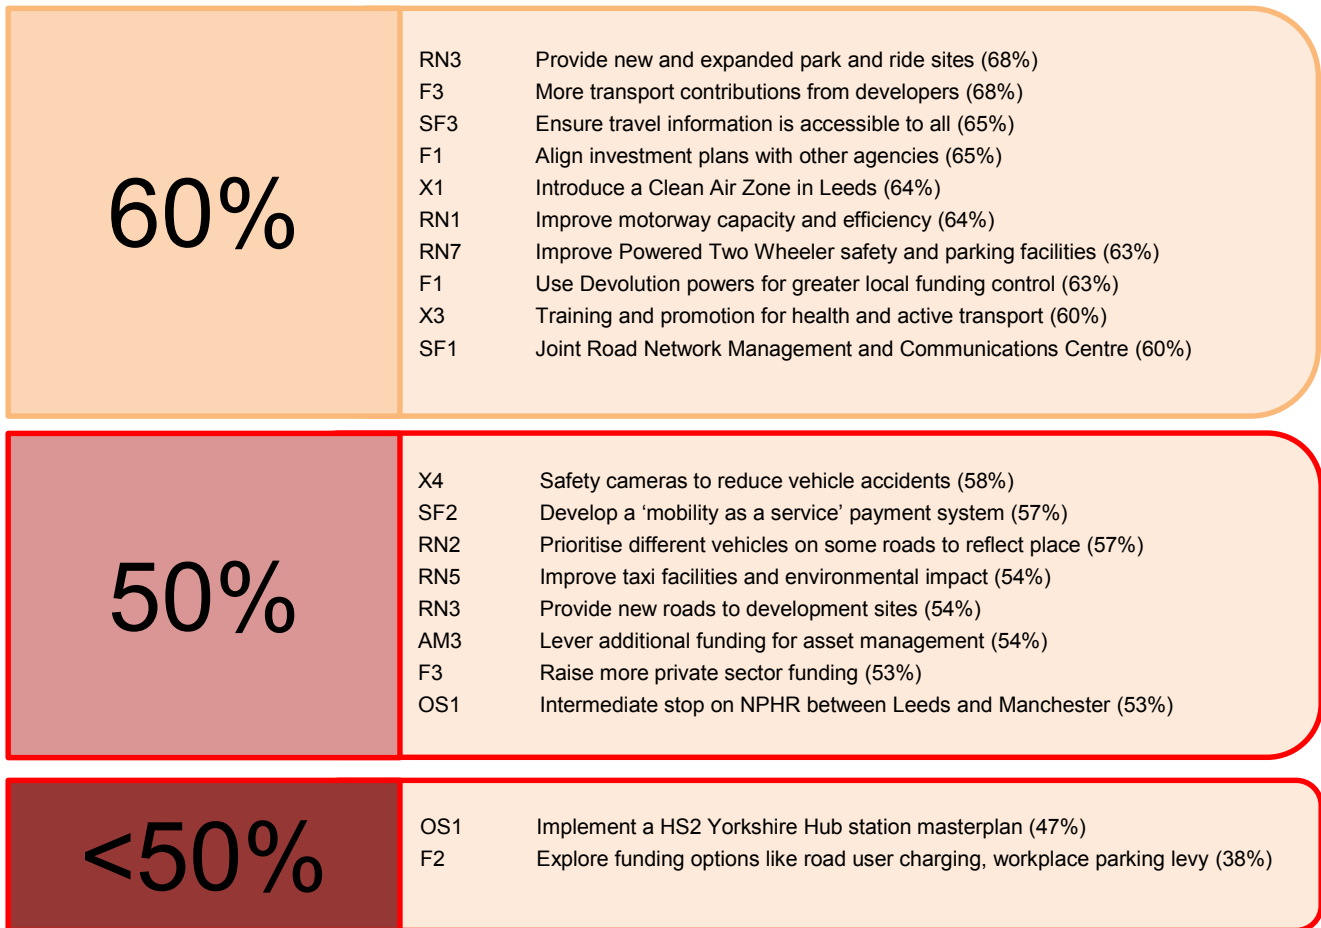 60%
RN3 Provide new and expanded park and ride sites (68%)
F3 More transport contributions from developers (68%)
SF3 Ensure travel information is accessible to all (65%)
F1 Align investment plans with other agencies (65%)
X1 Introduce a Clean Air Zone in Leeds (64%)
RN1 Improve motorway capacity and efficiency (64%)
RN7 Improve Powered Two Wheeler safety and parking facilities (63%)
F1 Use Devolution powers for greater local funding control (63%)
X3 Training and promotion for health and active transport (60%)
SF1 Joint Road Network Management and Communications Centre (60%)
50%
X4 Safety cameras to reduce vehicle accidents (58%)
SF2 Develop a ‘mobility as a service’ payment system (57%)
RN2 Prioritise different vehicles on some roads to reflect place (57%)
RN5 Improve taxi facilities and environmental impact (54%)
RN3 Provide new roads to development sites (54%)
AM3 Lever additional funding for asset management (54%)
F3 Raise more private sector funding (53%)
OS1 Intermediate stop on NPHR between Leeds and Manchester (53%)
<50%
OS1 Implement a HS2 Yorkshire Hub station masterplan (47%)
F2 Explore funding options like road user charging, workplace parking levy (38%)